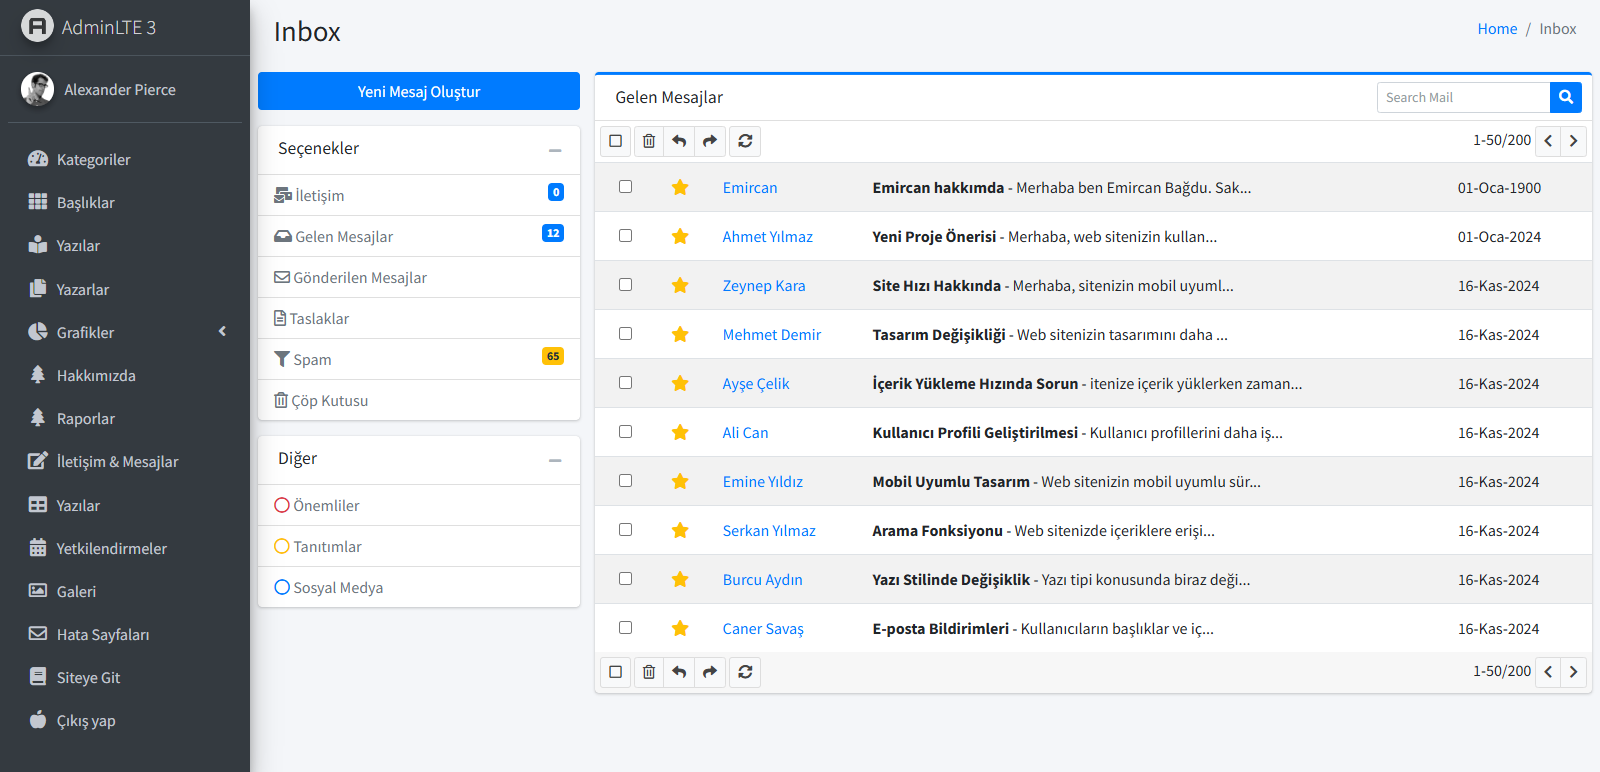 AdminLTE 3
Alexander Pierce
Kategoriler
Başlıklar
Yazılar
Yazarlar
Grafikler
Hakkımızda
Raporlar
İletişim & Mesajlar
Yazılar
Yetkilendirmeler
Galeri
Hata Sayfaları
Siteye Git
Çıkış yap
Inbox
Home / Inbox
Yeni Mesaj Oluştur
Seçenekler
İletişim 0
Gelen Mesajlar 12
Gönderilen Mesajlar
Taslaklar
Spam 65
Çöp Kutusu
Diğer
Önemliler
Tanıtımlar
Sosyal Medya
Gelen Mesajlar
Search Mail
1-50/200
Emircan Emircan hakkımda - Merhaba ben Emircan Bağdu. Sak... 01-Oca-1900
Ahmet Yılmaz Yeni Proje Önerisi - Merhaba, web sitenizin kullan... 01-Oca-2024
Zeynep Kara Site Hızı Hakkında - Merhaba, sitenizin mobil uyuml... 16-Kas-2024
Mehmet Demir Tasarım Değişikliği - Web sitenizin tasarımını daha ... 16-Kas-2024
Ayşe Çelik İçerik Yükleme Hızında Sorun - itenize içerik yüklerken zaman... 16-Kas-2024
Ali Can Kullanıcı Profili Geliştirilmesi - Kullanıcı profillerini daha iş... 16-Kas-2024
Emine Yıldız Mobil Uyumlu Tasarım - Web sitenizin mobil uyumlu sür... 16-Kas-2024
Serkan Yılmaz Arama Fonksiyonu - Web sitenizde içeriklere erişi... 16-Kas-2024
Burcu Aydın Yazı Stilinde Değişiklik - Yazı tipi konusunda biraz deği... 16-Kas-2024
Caner Savaş E-posta Bildirimleri - Kullanıcıların başlıklar ve iç... 16-Kas-2024
1-50/200